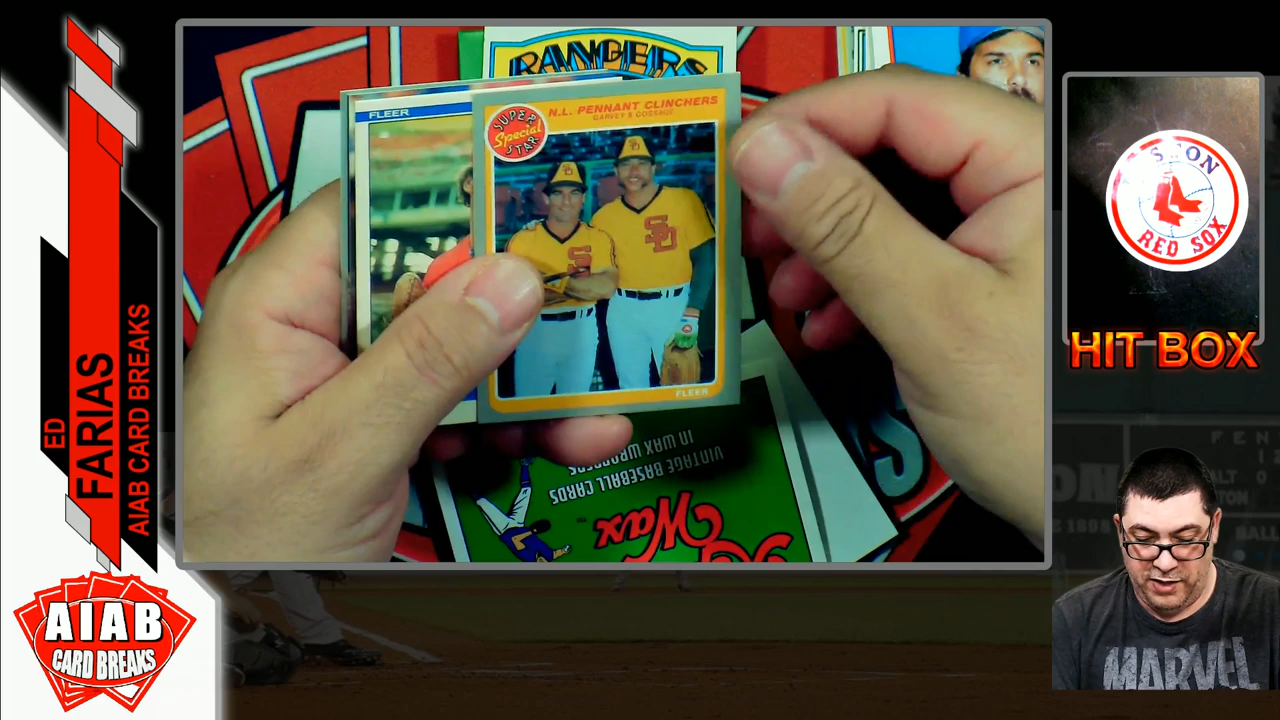 ED
FARIAS
AIAB CARD BREAKS
AIAB
CARD BREAKS
RANGERS
FLEER
SUPER
Special
STAR
N.L. PENNANT CLINCHERS
GARVEY & GOSSAGE
SD
SD
S
SD
FLEER
VINTAGE BASEBALL CARDS
IN WAX WRAPPERS
Wax
RED SOX
HIT BOX
MARVEL